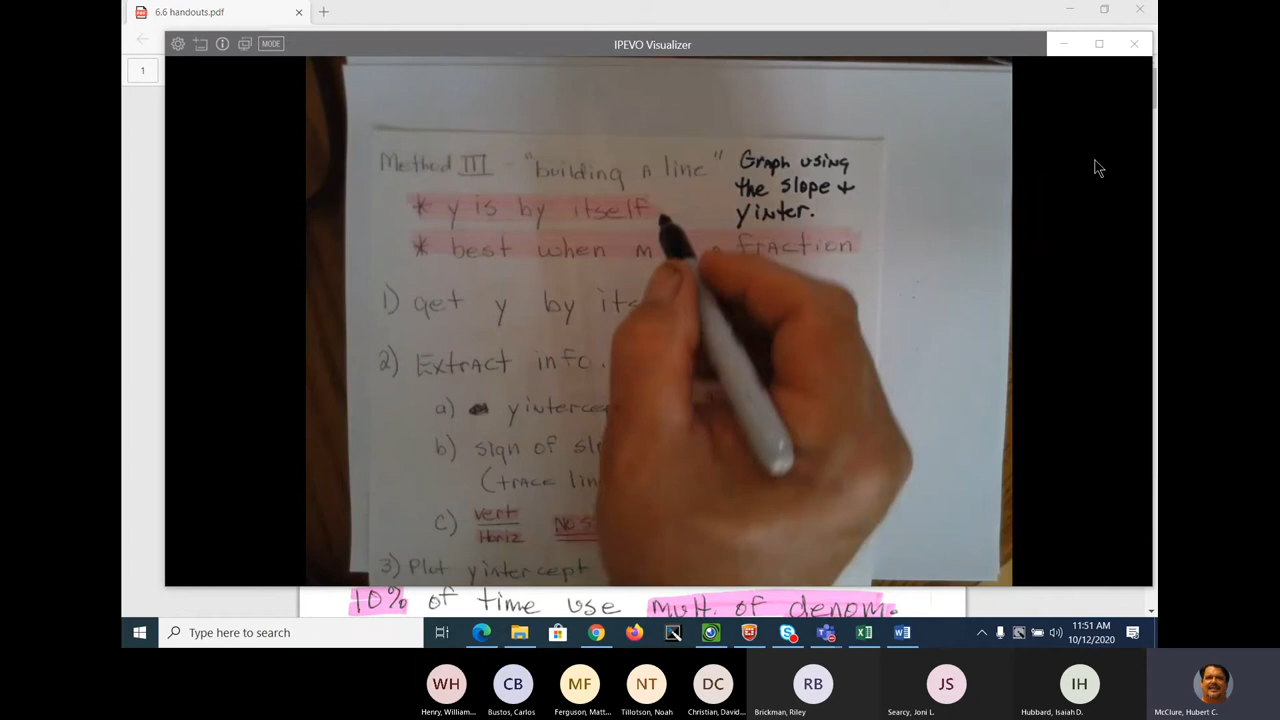 6.6 handouts.pdf
IPEVO Visualizer
MODE
1
Method III - "building A line"
Graph using
the slope +
y inter.
* y is by itself
* best when m
fraction
1) get y by
2) Extract info.
a) y
b) sign of
(trace
c) vert
Horiz
NO
3) Plot y intercept
10% of time use mult. of denom.
Type here to search
11:51 AM
10/12/2020
WH
CB
MF
NT
DC
RB
JS
IH
Henry, William...
Bustos, Carlos
Ferguson, Matt...
Tillotson, Noah
Christian, David...
Brickman, Riley
Searcy, Joni L.
Hubbard, Isaiah D.
McClure, Hubert C.